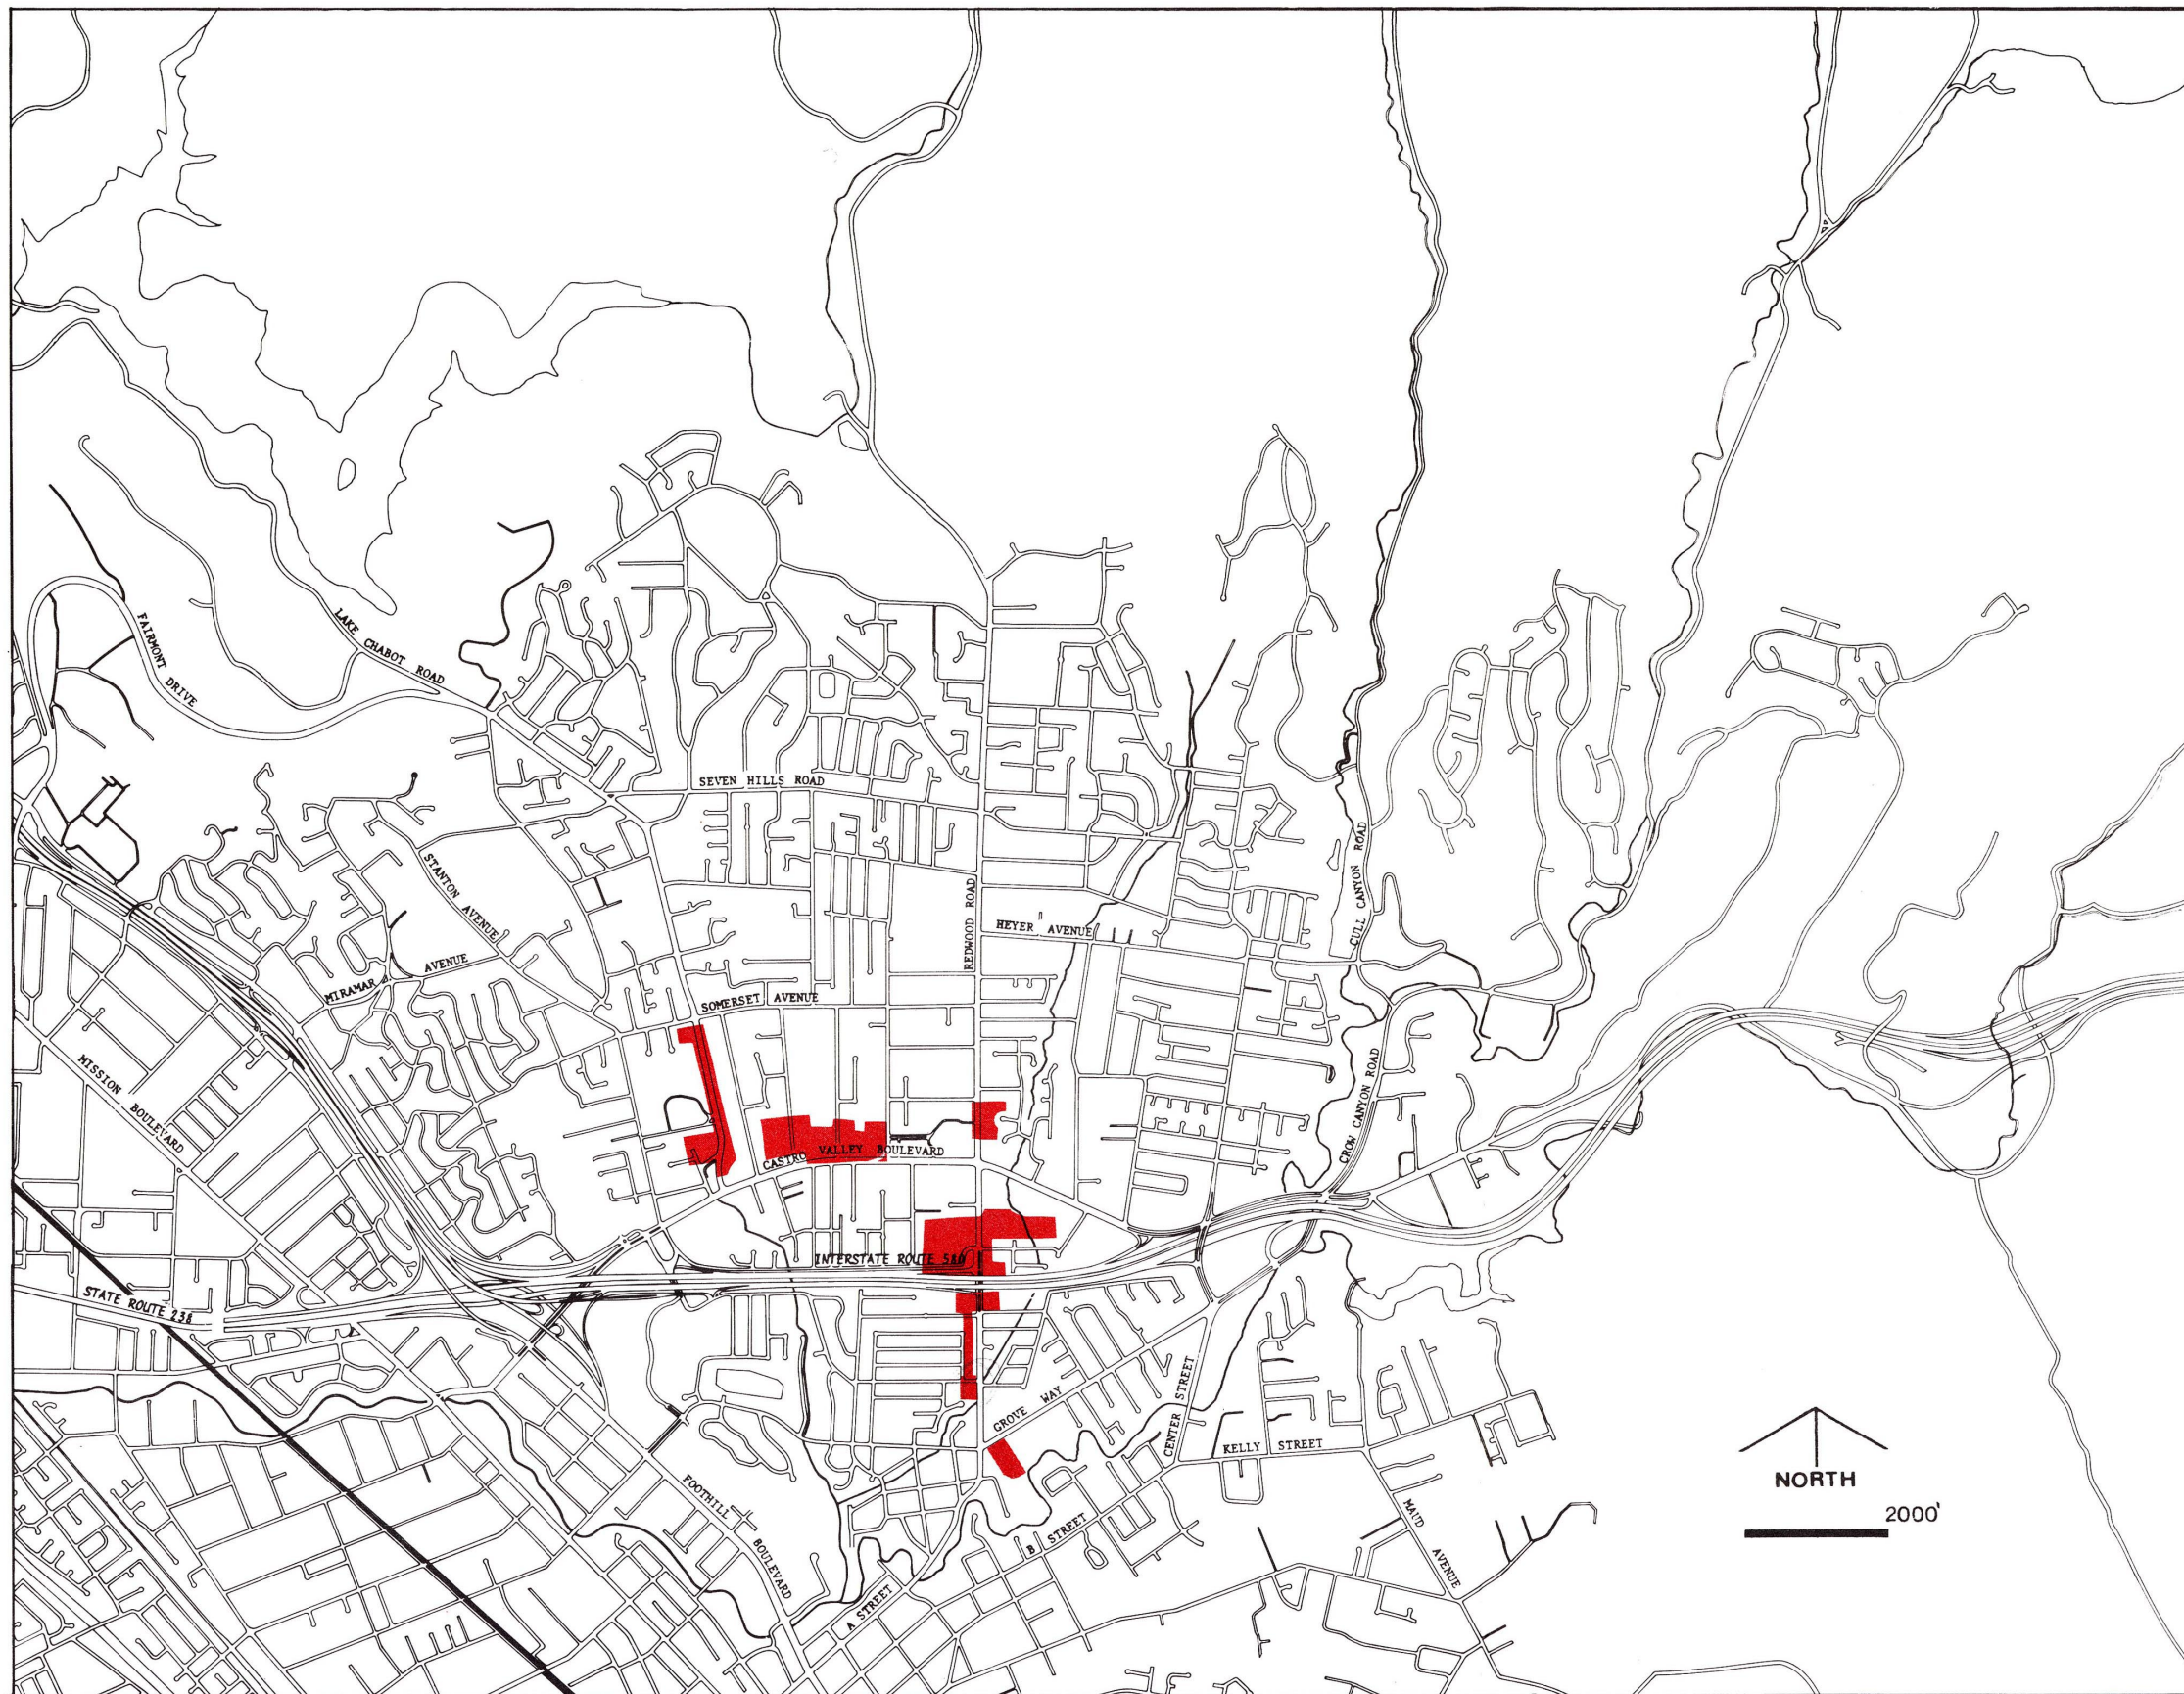 LAKE CHABOT ROAD
FAIRMONT DRIVE
SEVEN HILLS ROAD
STANTON AVENUE
CULL CANYON ROAD
REDWOOD ROAD
HEYER AVENUE
MIRAMAR AVENUE
SOMERSET AVENUE
MISSION BOULEVARD
CROW CANYON ROAD
CASTRO VALLEY BOULEVARD
INTERSTATE ROUTE 580
STATE ROUTE 238
GROVE WAY
CENTER STREET
KELLY STREET
NORTH
2000'
FOOTHILL BOULEVARD
MAUD AVENUE
B STREET
A STREET